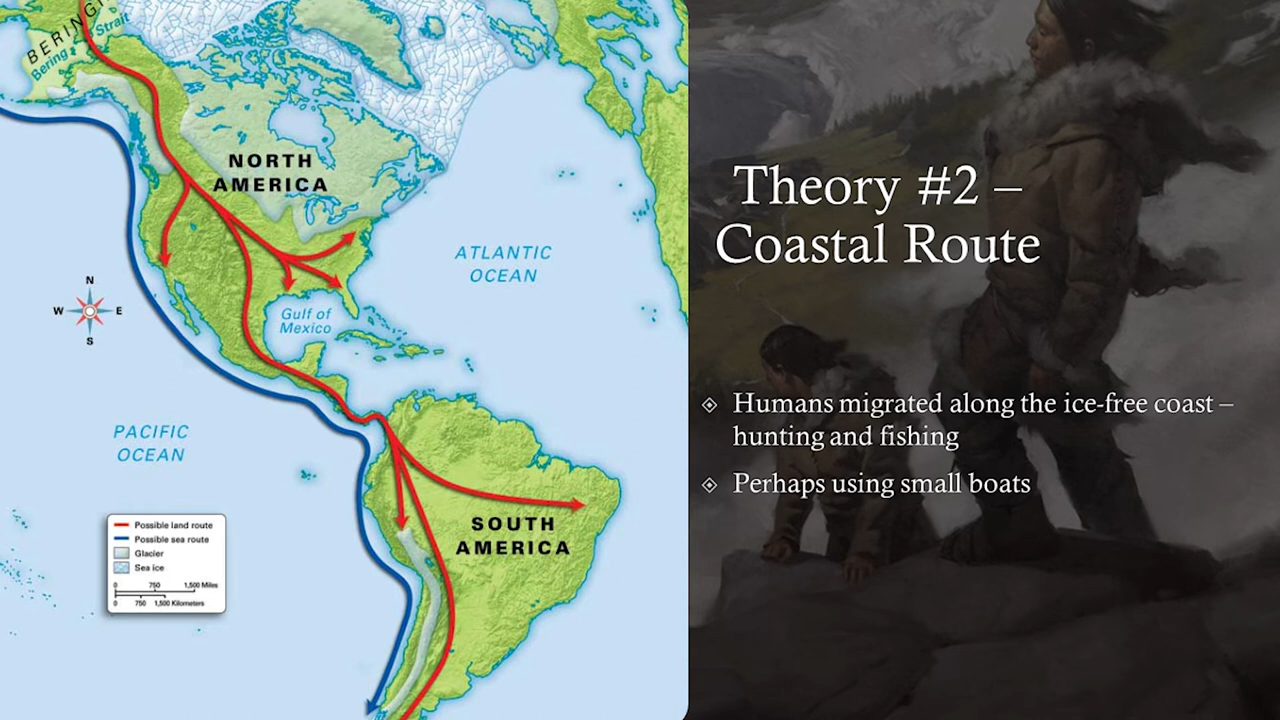 BERINGI
Strait
Bering
NORTH
AMERICA
ATLANTIC
OCEAN
N
W
E
S
Gulf of
Mexico
PACIFIC
OCEAN
SOUTH
AMERICA
Possible land route
Possible sea route
Glacier
Sea ice
0 750 1,500 Miles
0 750 1,500 Kilometers
Theory #2 –
Coastal Route
Humans migrated along the ice-free coast –
hunting and fishing
Perhaps using small boats